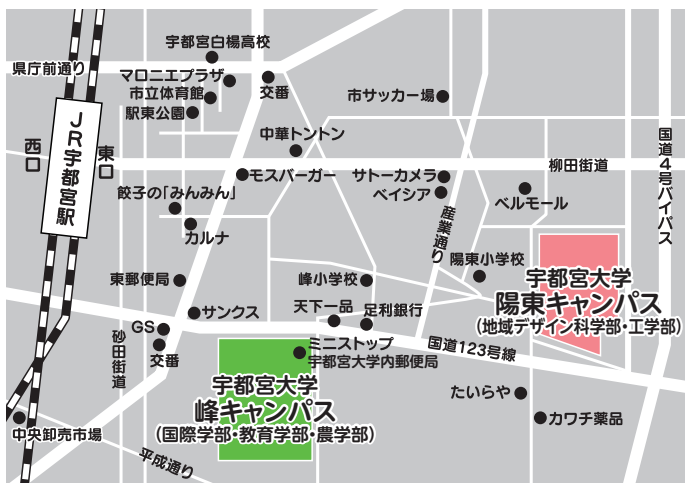 宇都宮白楊高校
県庁前通り
マロニエプラザ
市立体育館
駅東公園
交番
市サッカー場
中華トントン
西口
JR宇都宮駅
東口
国道4号バイパス
柳田街道
モスバーガー
サトーカメラ
ベイシア
ベルモール
餃子の「みんみん」
カルナ
産業通り
陽東小学校
東郵便局
峰小学校
宇都宮大学
陽東キャンパス
(地域デザイン科学部・工学部)
サンクス
天下一品
足利銀行
GS
交番
砂田街道
ミニストップ
宇都宮大学内郵便局
国道123号線
宇都宮大学
峰キャンパス
(国際学部・教育学部・農学部)
たいらや
カワチ薬品
中央卸売市場
平成通り